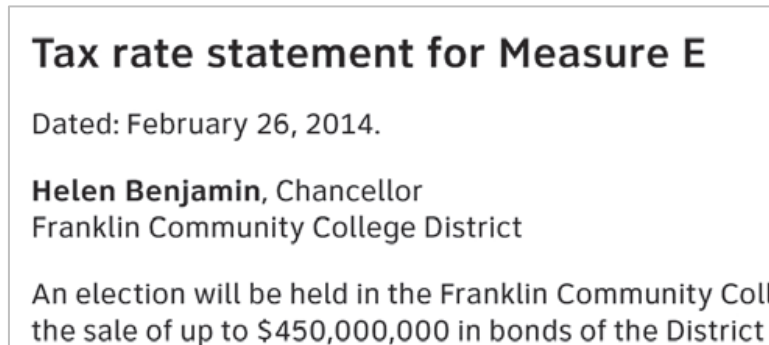 Tax rate statement for Measure E
Dated: February 26, 2014.
Helen Benjamin, Chancellor
Franklin Community College District
An election will be held in the Franklin Community
the sale of up to $450,000,000 in bonds of the District